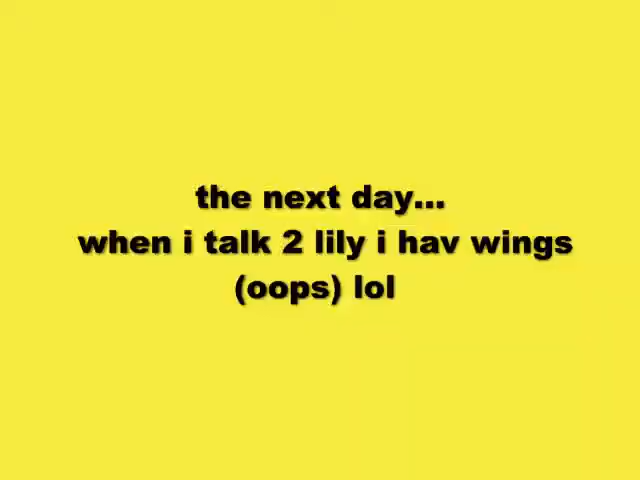 the next day...
when i talk 2 lily i hav wings
(oops) lol